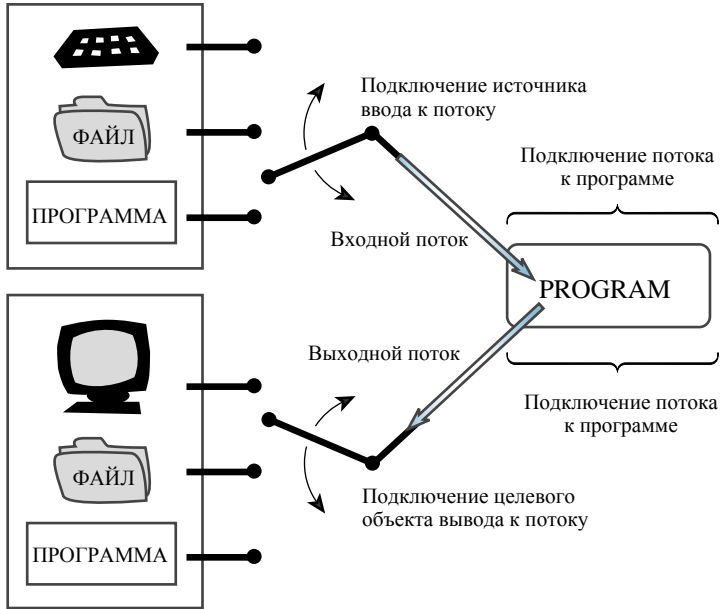 ФАЙЛ
ПРОГРАММА
Подключение источника
ввода к потоку
Входной поток
Подключение потока
к программе
PROGRAM
Выходной поток
Подключение потока
к программе
ФАЙЛ
ПРОГРАММА
Подключение целевого
объекта вывода к потоку